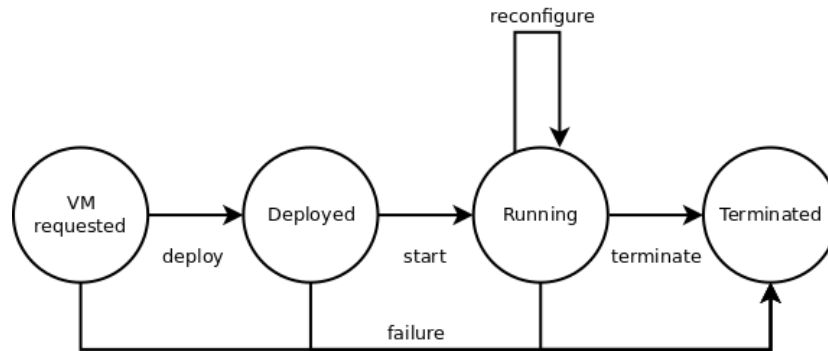 reconfigure
VM
requested
Deployed
Running
Terminated
deploy
start
terminate
failure